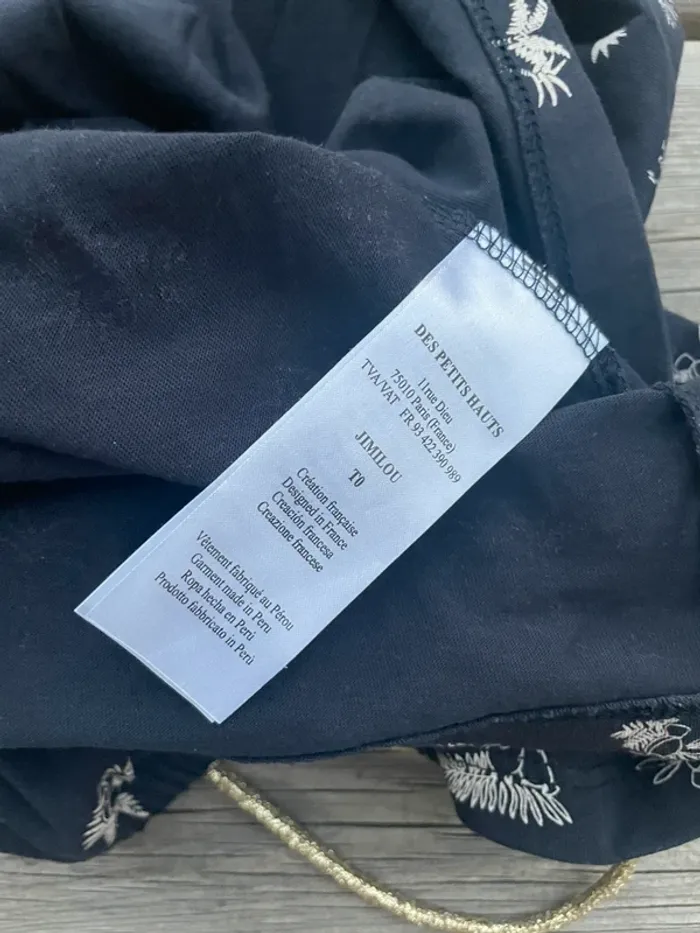 DES PETITS HAUTS
11rue Dieu
75010 Paris (France)
TVA/VAT FR 93 422 390 989
JIMILOU
T0
Création française
Designed in France
Creación francesa
Creazione francese
Vêtement fabriqué au Pérou
Garment made in Peru
Ropa hecha en Perú
Prodotto fabbricato in Perú